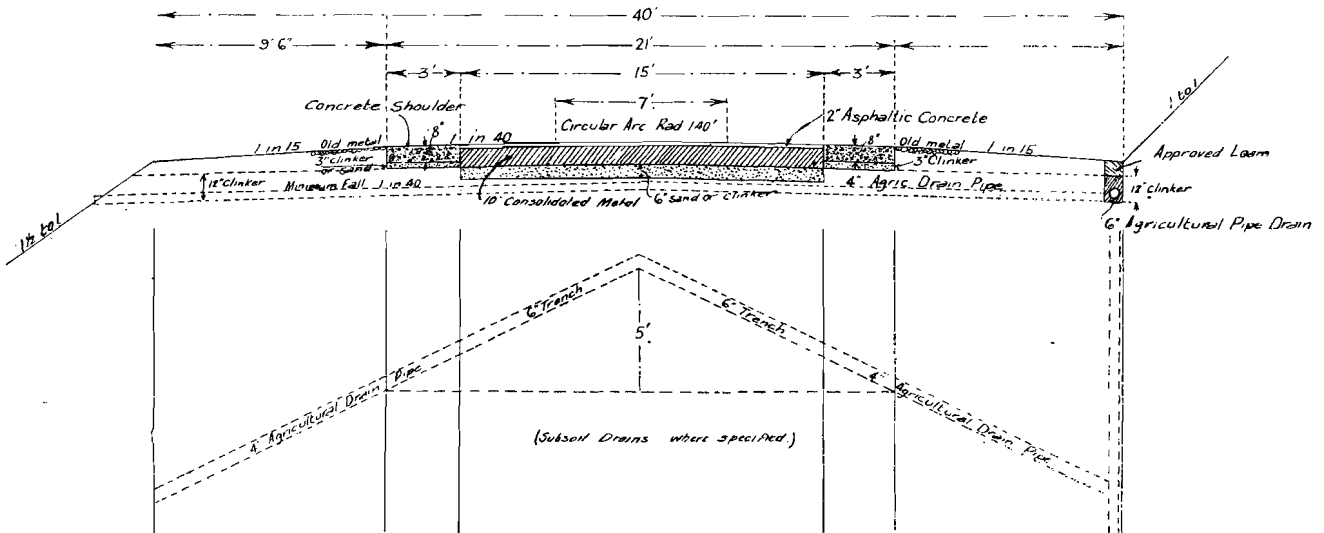 40'
9'6"
21'
3'
15'
3'
7'
Concrete Shoulder
Circular Arc Rad 140'
2" Asphaltic Concrete
1 to 1
8"
1 in 40
8"
1 in 15
Old metal
3" clinker
or sand
Old metal
3" Clinker
1 in 15
Approved Loam
12" Clinker
Minimum Fall 1 in 40
10" Consolidated Metal
6" sand or clinker
4" Agric Drain Pipe
12" Clinker
6" Agricultural Pipe Drain
1½ to 1
6" Trench
6" Trench
5'
4" Agricultural Drain Pipe
4" Agricultural Drain Pipe
(Subsoil Drains where specified.)